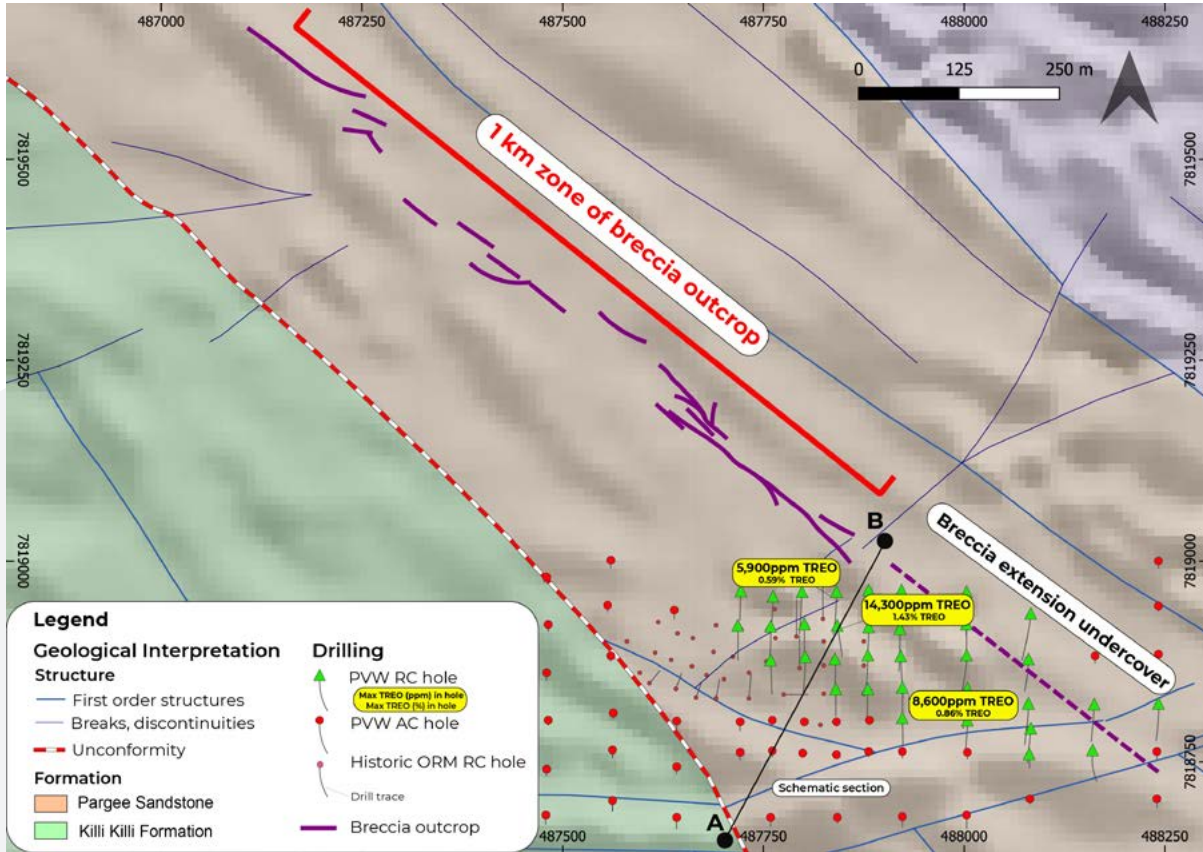 487000
487250
487500
487750
488000
488250
0
125
250 m
7819500
7819500
1 km zone of breccia outcrop
7819250
7819250
B
Breccia extension undercover
7819000
7819000
5,900ppm TREO
0.59% TREO
14,300ppm TREO
1.43% TREO
8,600ppm TREO
0.86% TREO
7818750
Schematic section
A
Legend
Geological Interpretation
Structure
First order structures
Breaks, discontinuities
Unconformity
Formation
Pargee Sandstone
Killi Killi Formation
Drilling
PVW RC hole
Max TREO (ppm) in hole
Max TREO (%) in hole
PVW AC hole
Historic ORM RC hole
Drill trace
Breccia outcrop
487500
487750
488000
488250